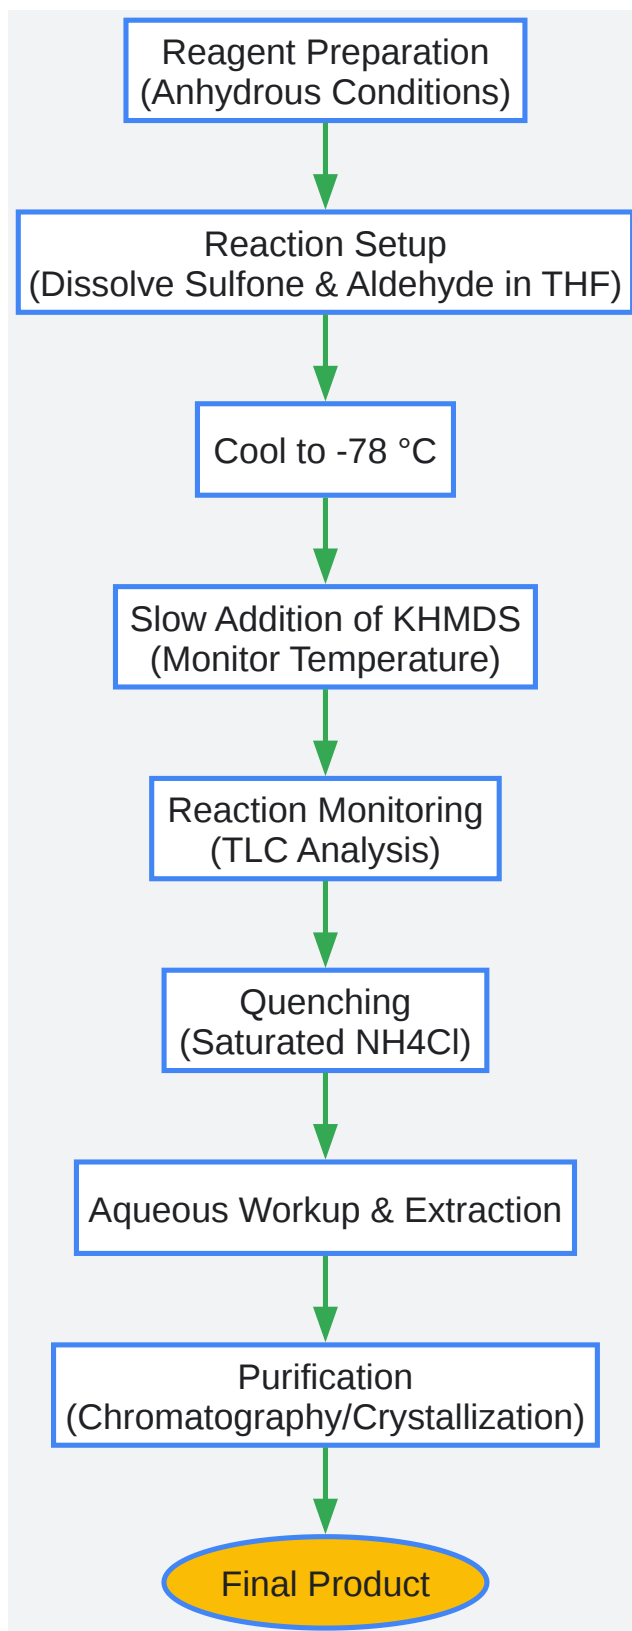 Reagent Preparation
(Anhydrous Conditions)
Reaction Setup
(Dissolve Sulfone & Aldehyde in THF)
Cool to -78 °C
Slow Addition of KHMDS
(Monitor Temperature)
Reaction Monitoring
(TLC Analysis)
Quenching
(Saturated NH4Cl)
Aqueous Workup & Extraction
Purification
(Chromatography/Crystallization)
Final Product